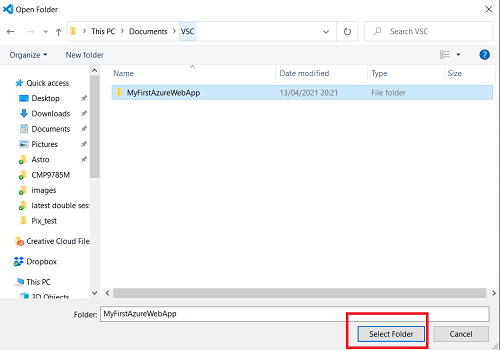 Open Folder
This PC > Documents > VSC
Search VSC
Organize
New folder
Name
Date modified
Type
Size
Quick access
Desktop
Downloads
Documents
Pictures
Astro
CMP9785M
images
latest double ses
Pix_test
Creative Cloud File
Dropbox
This PC
3D Objects
MyFirstAzureWebApp
13/04/2021 20:21
File folder
Folder: MyFirstAzureWebApp
Select Folder
Cancel